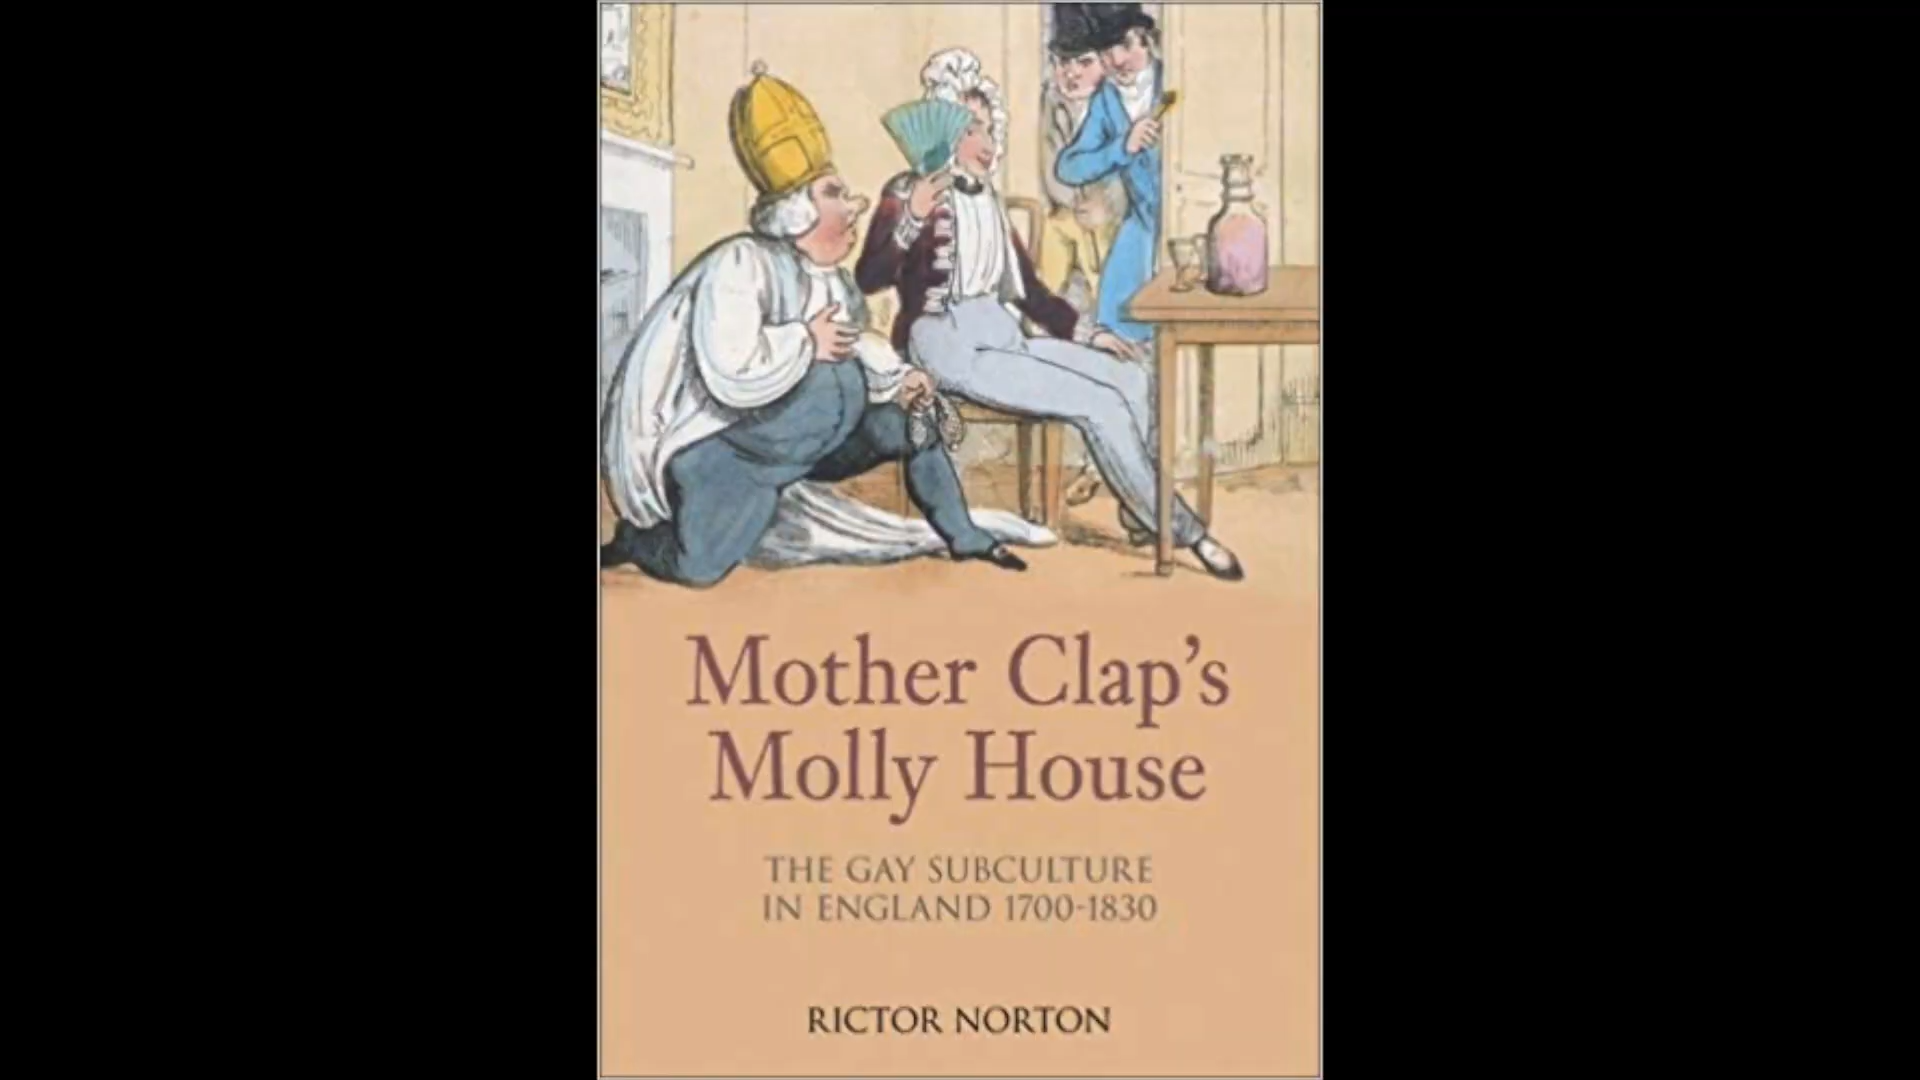 Mother Clap's
Molly House
THE GAY SUBCULTURE
IN ENGLAND 1700-1830
RICTOR NORTON